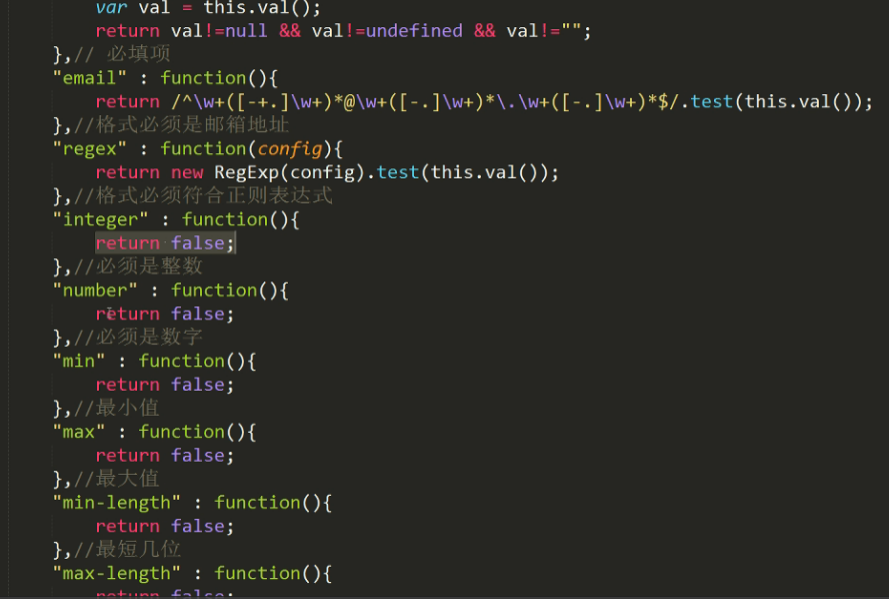 var val = this.val();
return val!=null && val!=undefined && val!="";
},// 必填项
"email" : function(){
return /^\w+([-+.]\w+)*@\w+([-.]\w+)*\.\w+([-.]\w+)*$/.test(this.val());
},//格式必须是邮箱地址
"regex" : function(config){
return new RegExp(config).test(this.val());
},//格式必须符合正则表达式
"integer" : function(){
return false;
},//必须是整数
"number" : function(){
return false;
},//必须是数字
"min" : function(){
return false;
},//最小值
"max" : function(){
return false;
},//最大值
"min-length" : function(){
return false;
},//最短几位
"max-length" : function(){
return false;